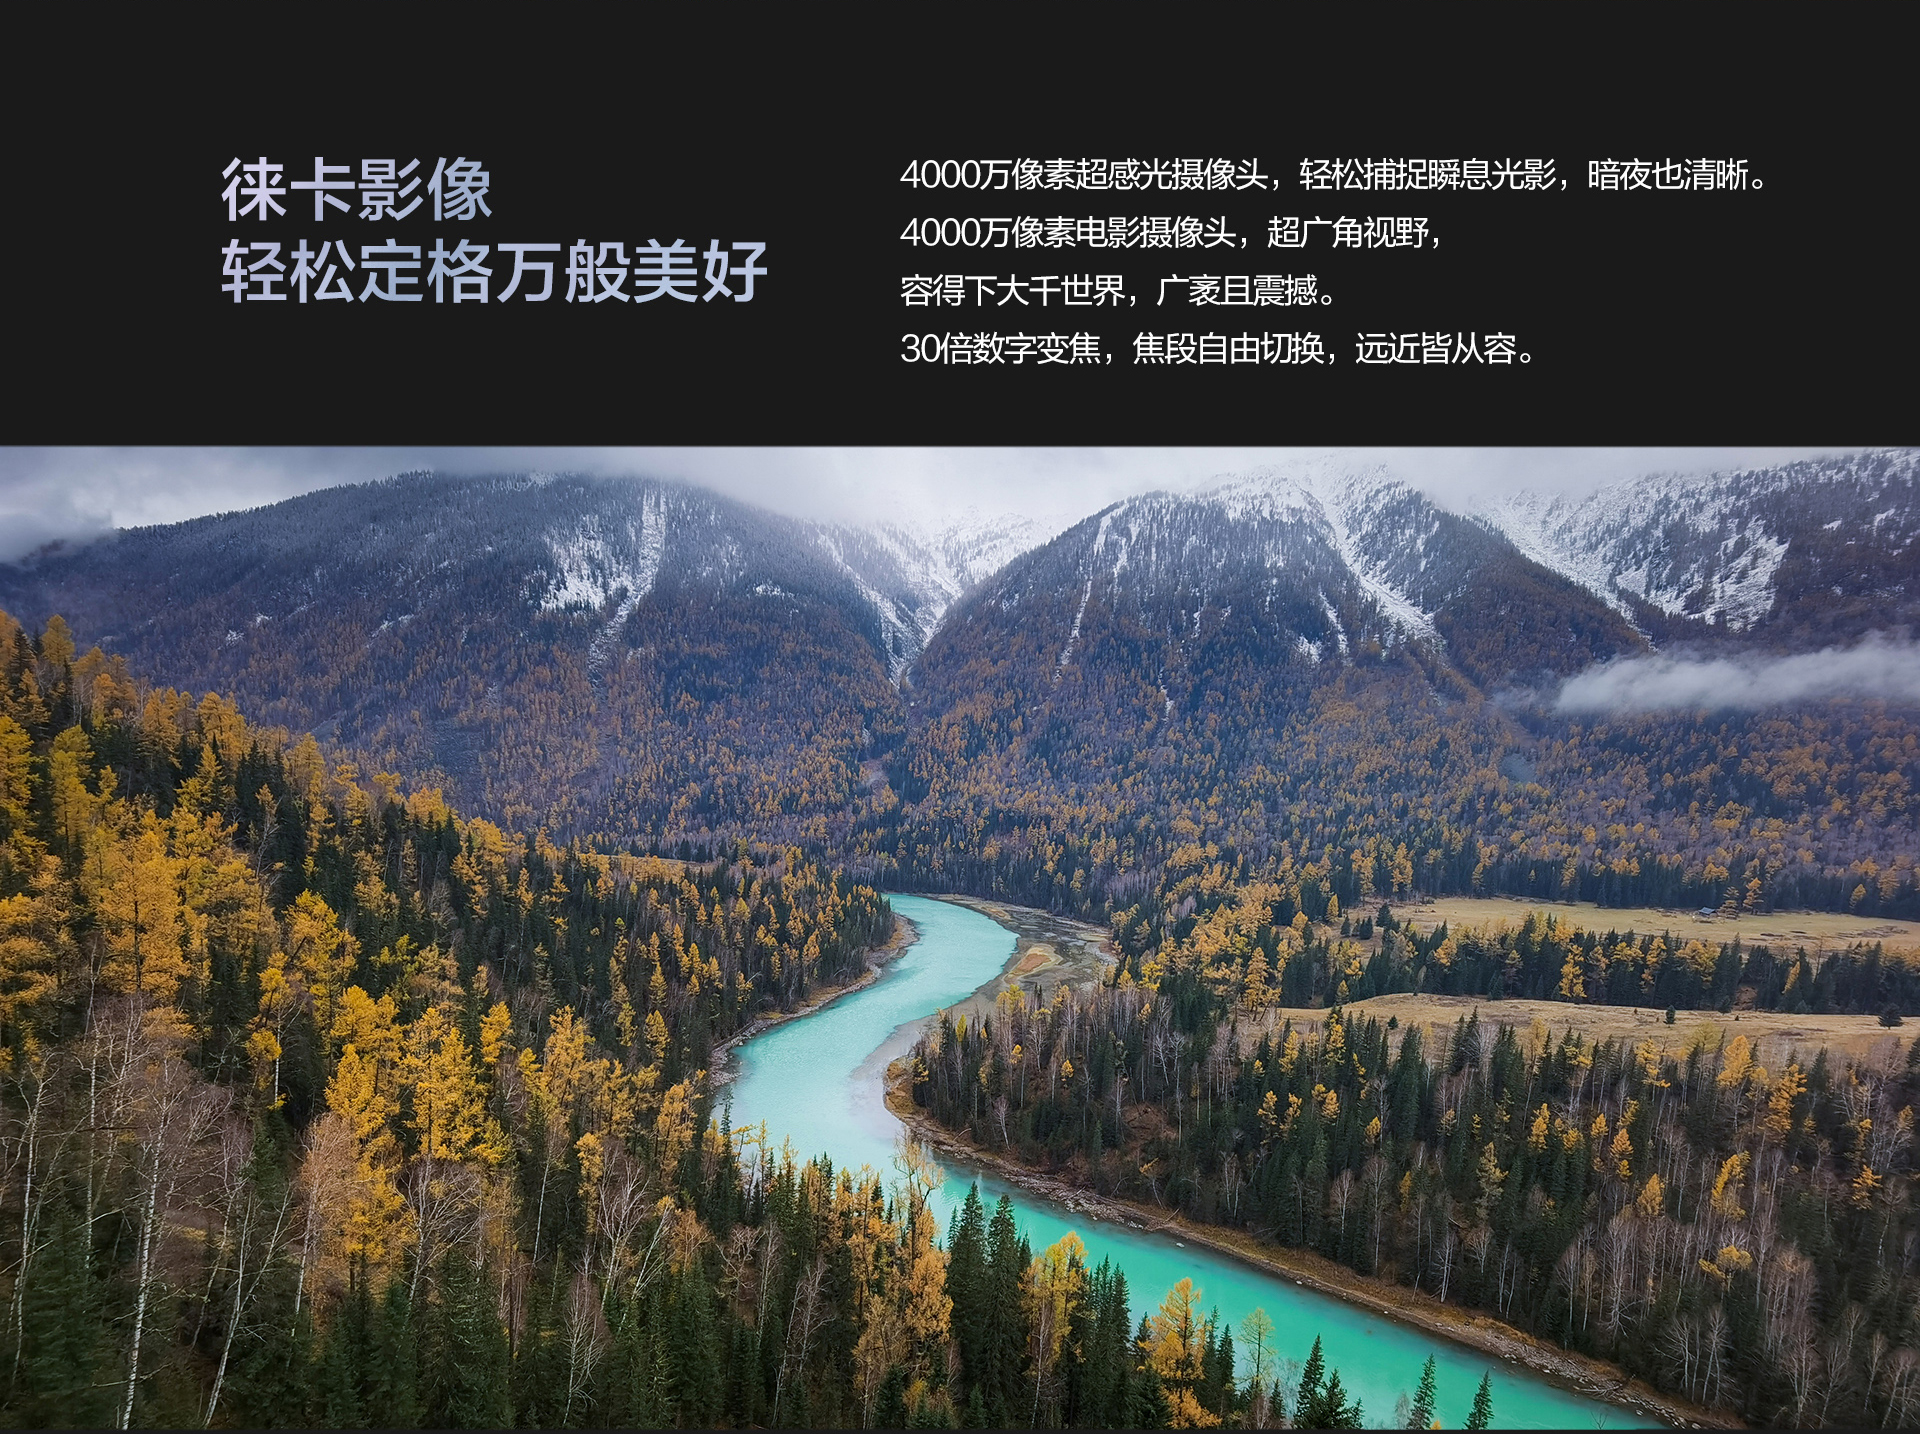 徕卡影像
轻松定格万般美好
4000万像素超感光摄像头，轻松捕捉瞬息光影，暗夜也清晰。
4000万像素电影摄像头，超广角视野，
容得下大千世界，广袤且震撼。
30倍数字变焦，焦段自由切换，远近皆从容。